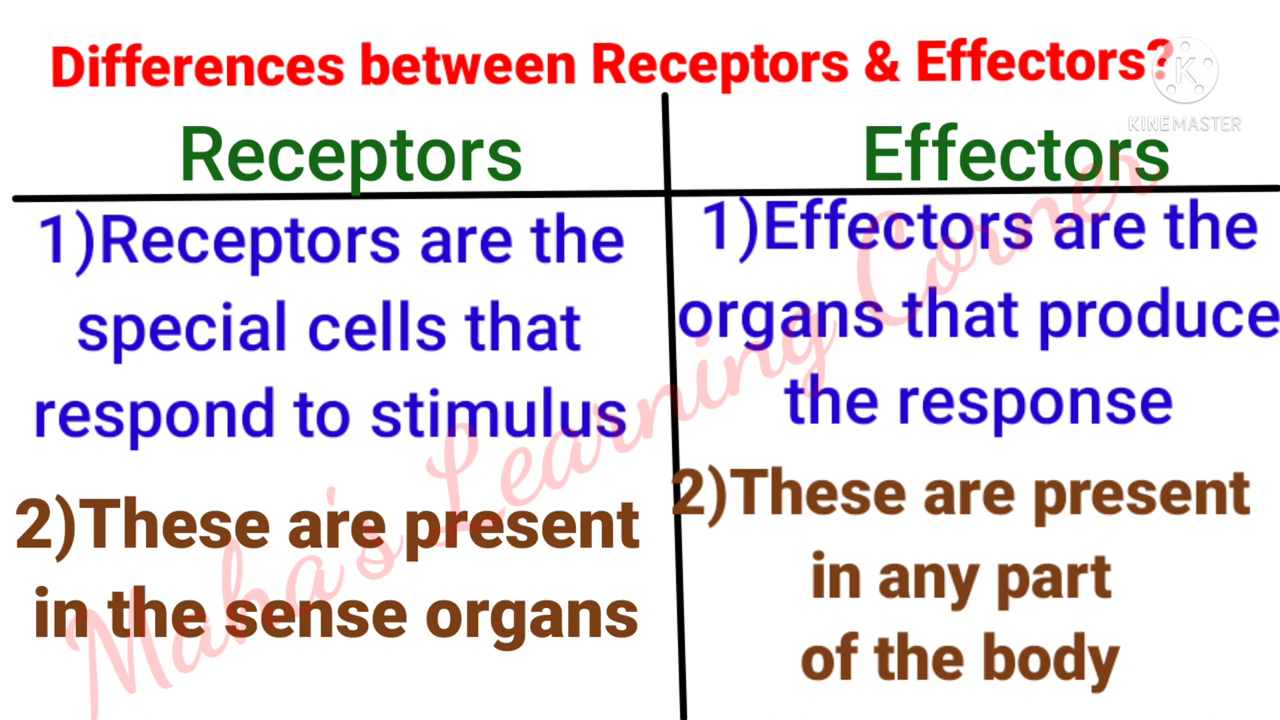 Differences between Receptors & Effectors?
KINEMASTER
Receptors
Effectors
1)Receptors are the
special cells that
respond to stimulus
2)These are present
in the sense organs
1)Effectors are the
organs that produce
the response
2)These are present
in any part
of the body
Maha's Learning Corner